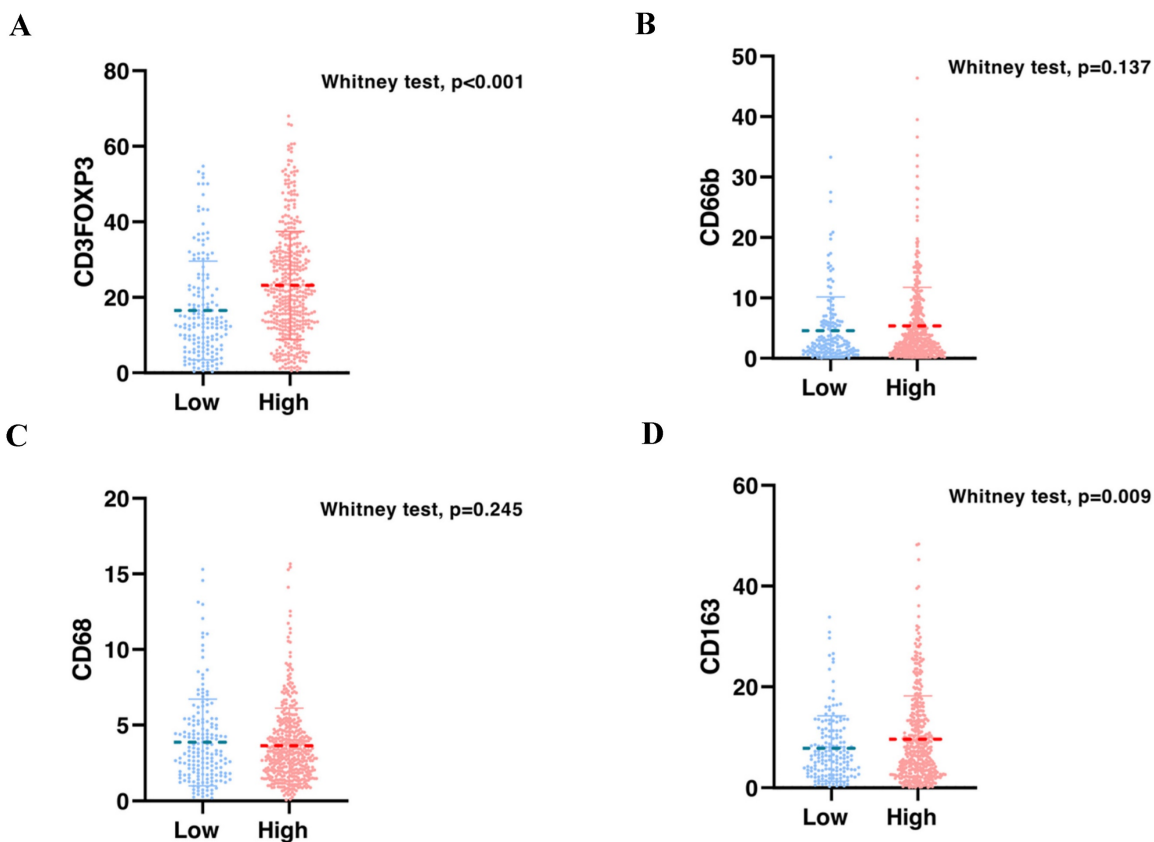 A
Whitney test, p<0.001
80
60
40
20
0
CD3FOXP3
Low High
B
Whitney test, p=0.137
50
40
30
20
10
0
CD66b
Low High
C
Whitney test, p=0.245
20
15
10
5
0
CD68
Low High
D
Whitney test, p=0.009
60
40
20
0
CD163
Low High